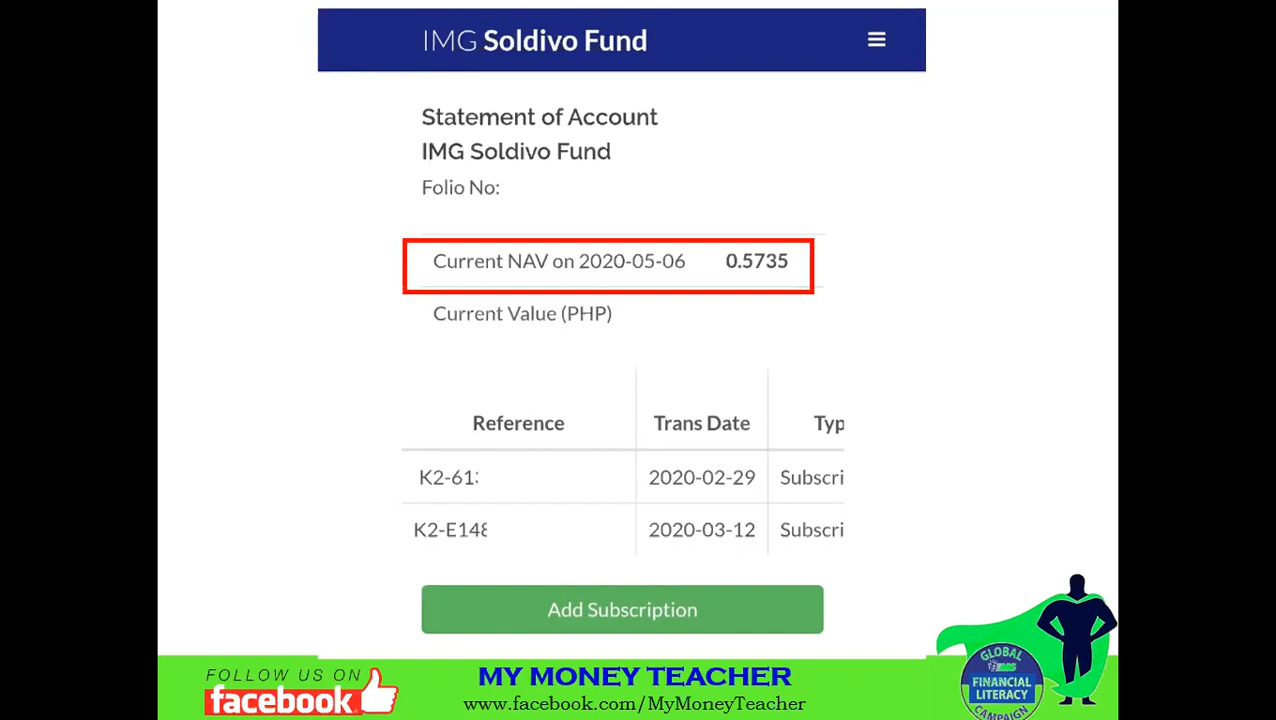 IMG Soldivo Fund
Statement of Account
IMG Soldivo Fund
Folio No:
Current NAV on 2020-05-06 0.5735
Current Value (PHP)
Reference Trans Date Typ
K2-61 2020-02-29 Subscri
K2-E148 2020-03-12 Subscri
Add Subscription
FOLLOW US ON
facebook
MY MONEY TEACHER
www.facebook.com/MyMoneyTeacher
GLOBAL
IMG
FINANCIAL
LITERACY
CAMPAIGN